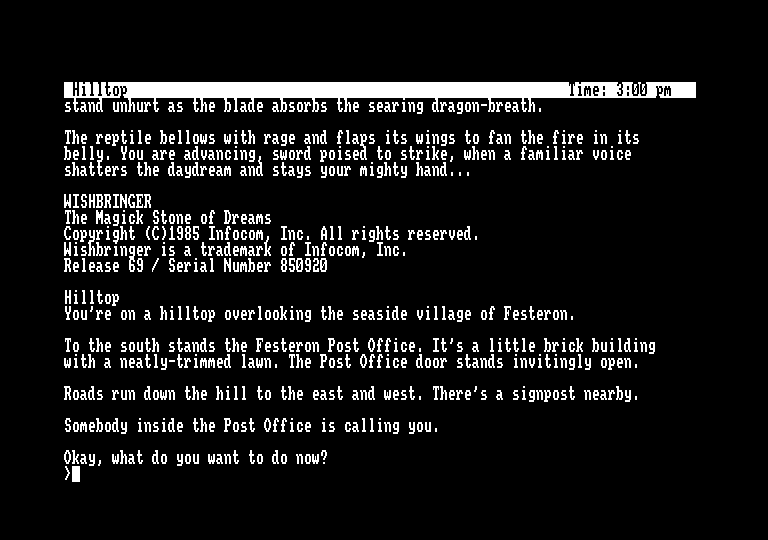 Hilltop Time: 3:00 pm
stand unhurt as the blade absorbs the searing dragon-breath.
The reptile bellows with rage and flaps its wings to fan the fire in its
belly. You are advancing, sword poised to strike, when a familiar voice
shatters the daydream and stays your mighty hand...
WISHBRINGER
The Magick Stone of Dreams
Copyright (C)1985 Infocom, Inc. All rights reserved.
Wishbringer is a trademark of Infocom, Inc.
Release 69 / Serial Number 850920
Hilltop
You're on a hilltop overlooking the seaside village of Festeron.
To the south stands the Festeron Post Office. It's a little brick building
with a neatly-trimmed lawn. The Post Office door stands invitingly open.
Roads run down the hill to the east and west. There's a signpost nearby.
Somebody inside the Post Office is calling you.
Okay, what do you want to do now?
>